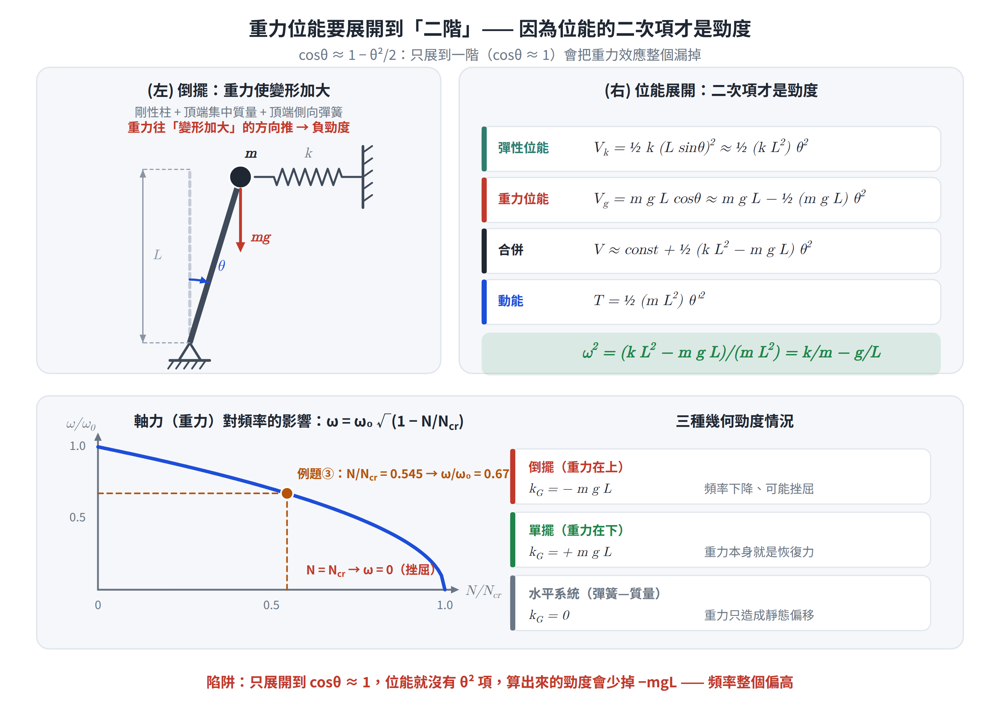 重力位能要展開到「二階」—— 因為位能的二次項才是勁度
cosθ ≈ 1 − θ²/2：只展到一階（cosθ ≈ 1）會把重力效應整個漏掉
(左) 倒擺：重力使變形加大
剛性柱 + 頂端集中質量 + 頂端側向彈簧
重力往「變形加大」的方向推 → 負勁度
m
k
mg
L
θ
(右) 位能展開：二次項才是勁度
彈性位能 V_k = ½ k (L sinθ)² ≈ ½ (k L²) θ²
重力位能 V_g = m g L cosθ ≈ m g L − ½ (m g L) θ²
合併 V ≈ const + ½ (k L² − m g L) θ²
動能 T = ½ (m L²) θ′²
ω² = (k L² − m g L)/(m L²) = k/m − g/L
軸力（重力）對頻率的影響：ω = ω₀ √(1 − N/N_cr)
ω/ω₀
1.0
0.5
例題③：N/N_cr = 0.545 → ω/ω₀ = 0.67
N = N_cr → ω = 0（挫屈）
N/N_cr
0 0.5 1.0
三種幾何勁度情況
倒擺（重力在上）
k_G = − m g L 頻率下降、可能挫屈
單擺（重力在下）
k_G = + m g L 重力本身就是恢復力
水平系統（彈簧—質量）
k_G = 0 重力只造成靜態偏移
陷阱：只展開到 cosθ ≈ 1，位能就沒有 θ² 項，算出來的勁度會少掉 −mgL —— 頻率整個偏高